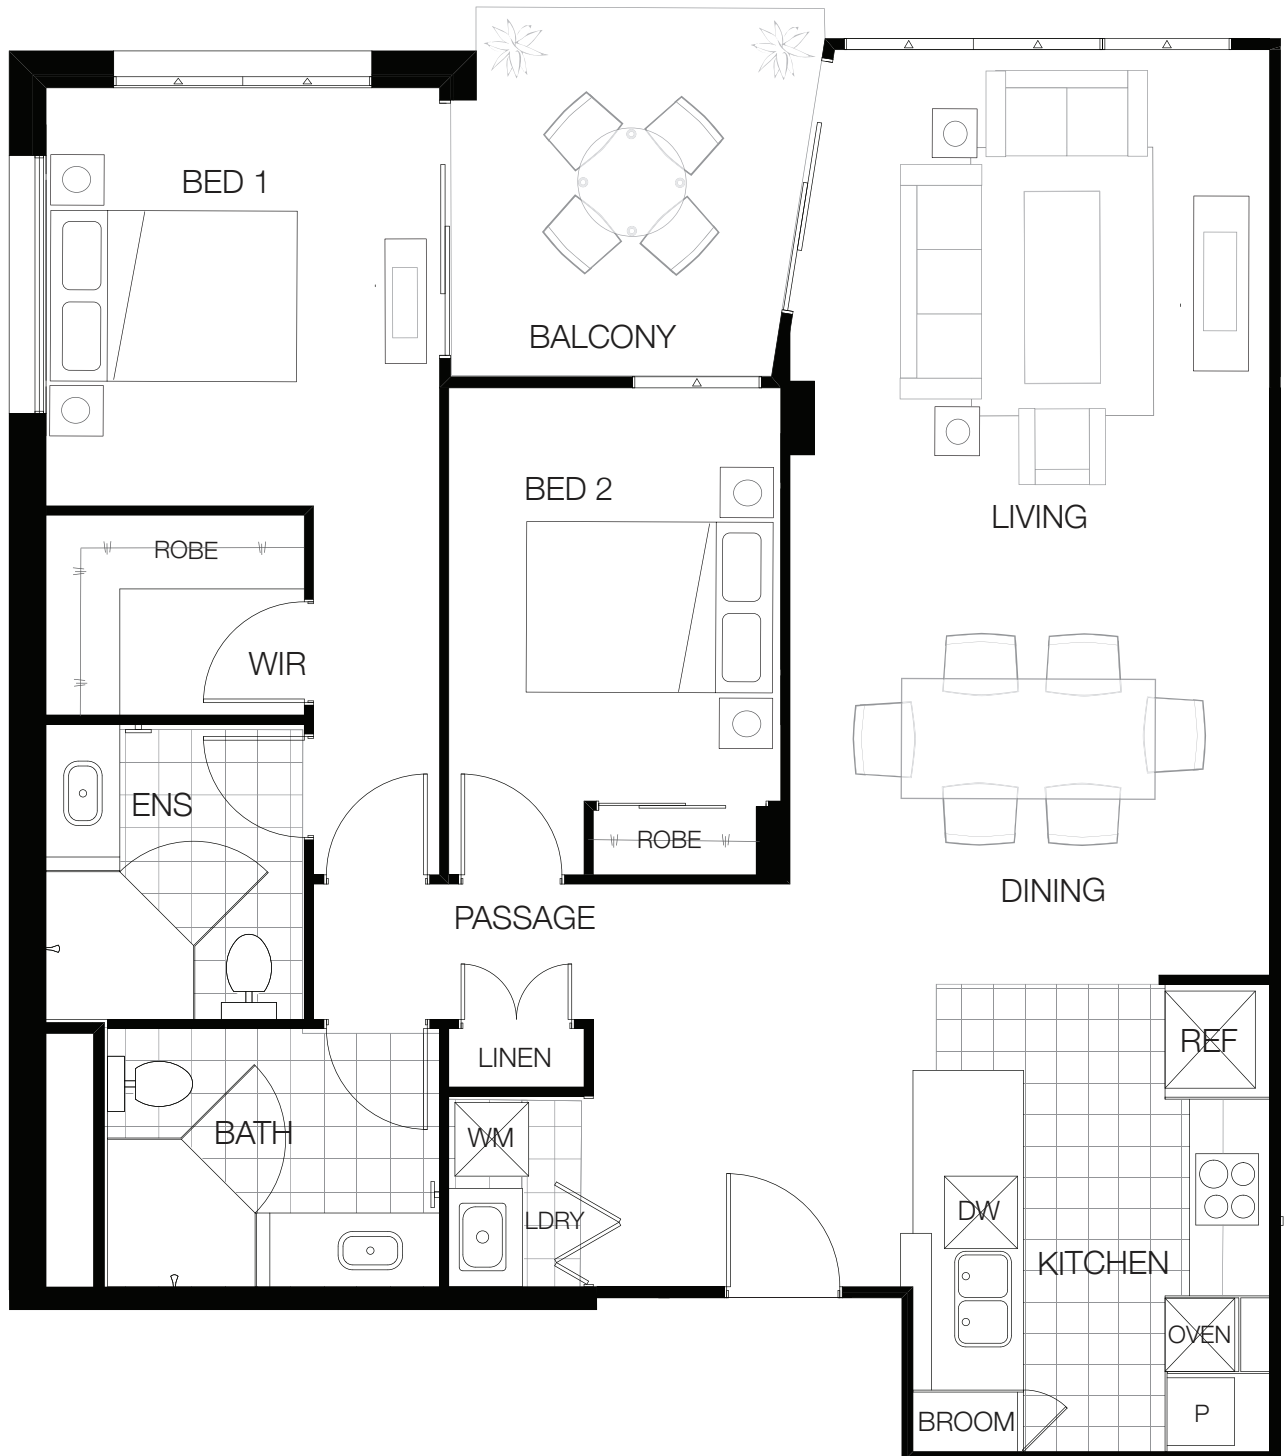 BED 1
BALCONY
BED 2
LIVING
ROBE
WIR
ENS
ROBE
DINING
PASSAGE
REF
LINEN
BATH
WM
LDRY
DW
KITCHEN
OVEN
BROOM
P